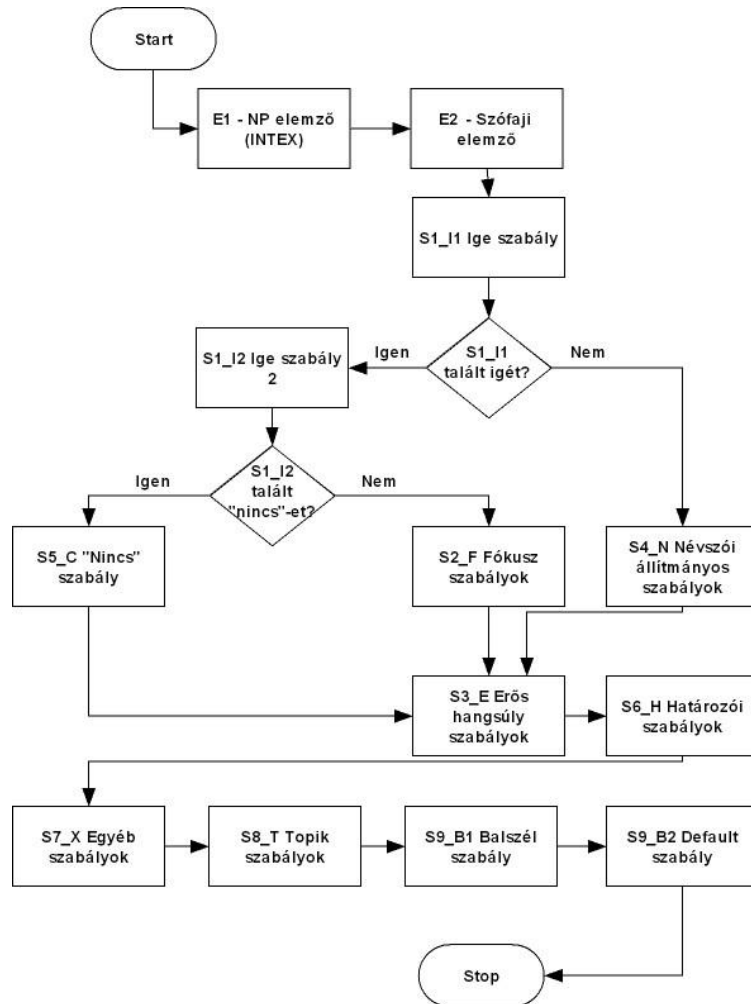 Start
E1 - NP elemző
(INTEX)
E2 - Szófaji
elemző
S1_I1 Ige szabály
S1_I1
talált igét?
Igen
Nem
S1_I2 Ige szabály
2
S1_I2
talált
"nincs"-et?
Igen
Nem
S5_C "Nincs"
szabály
S2_F Fókusz
szabályok
S4_N Névszói
állítmányos
szabályok
S3_E Erős
hangsúly
szabályok
S6_H Határozói
szabályok
S7_X Egyéb
szabályok
S8_T Topik
szabályok
S9_B1 Balszél
szabály
S9_B2 Default
szabály
Stop